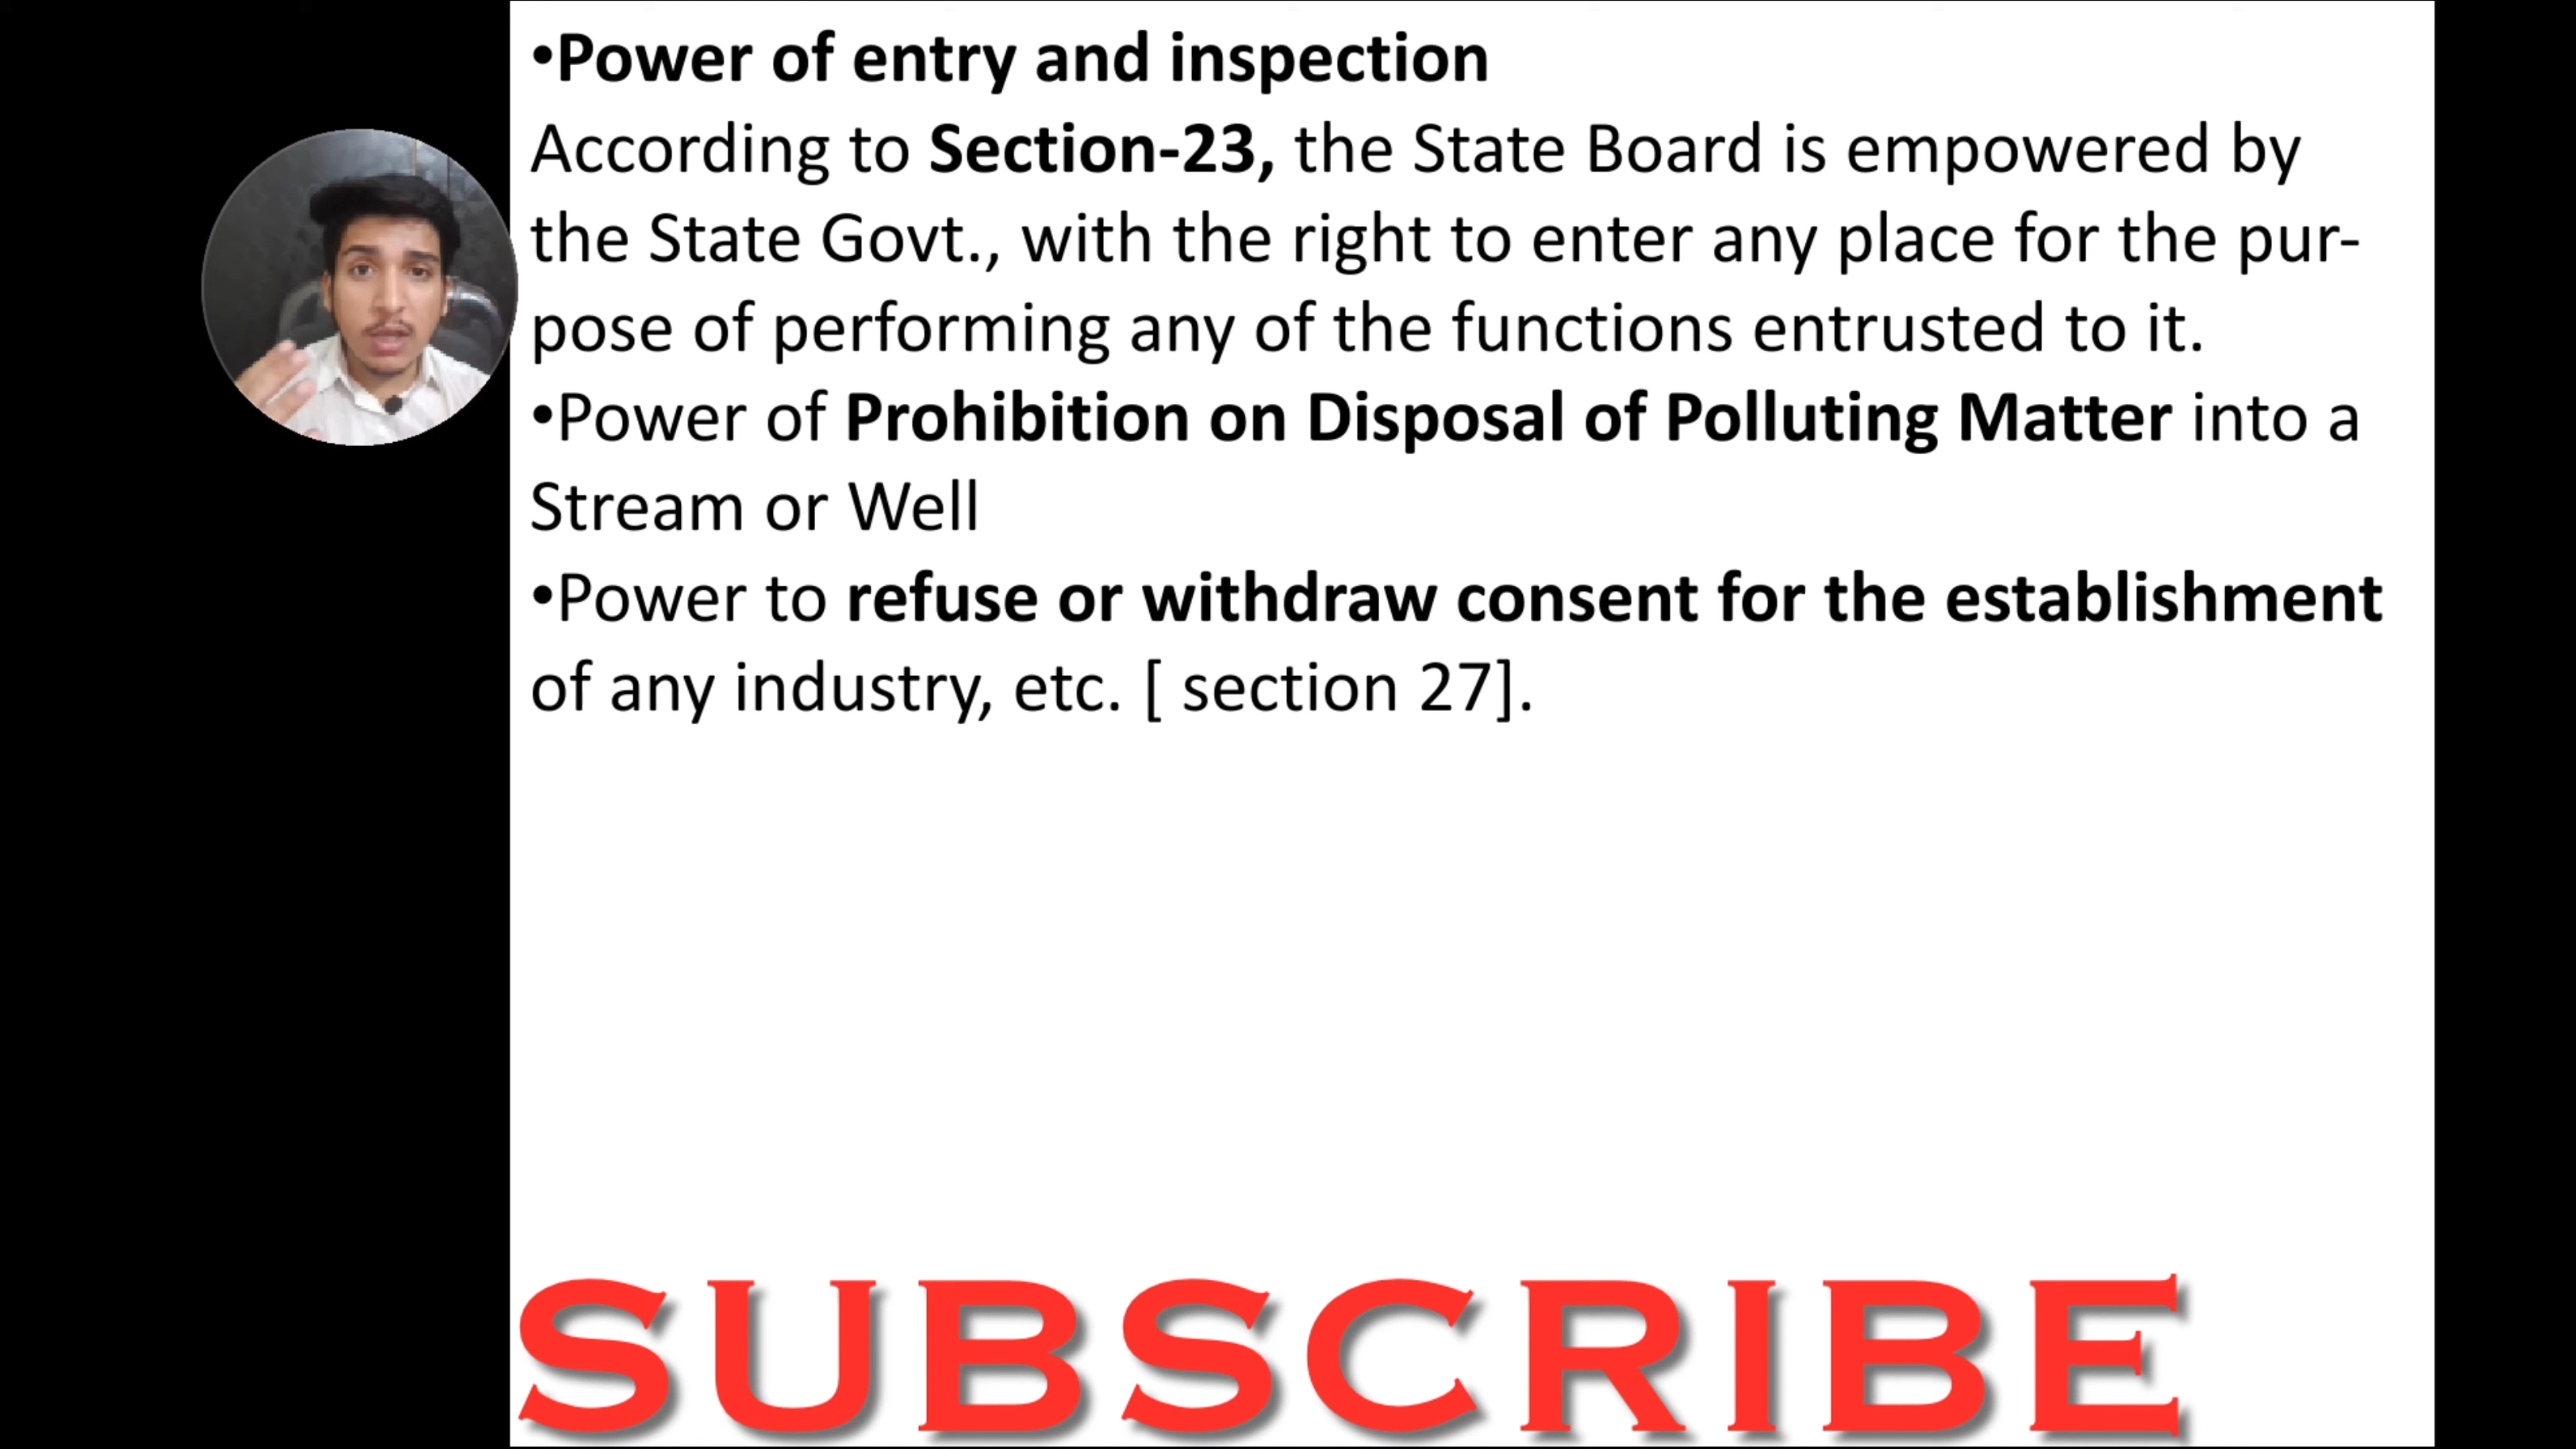 •Power of entry and inspection
According to Section-23, the State Board is empowered by
the State Govt., with the right to enter any place for the pur-
pose of performing any of the functions entrusted to it.
•Power of Prohibition on Disposal of Polluting Matter into a
Stream or Well
•Power to refuse or withdraw consent for the establishment
of any industry, etc. [ section 27].
SUBSCRIBE